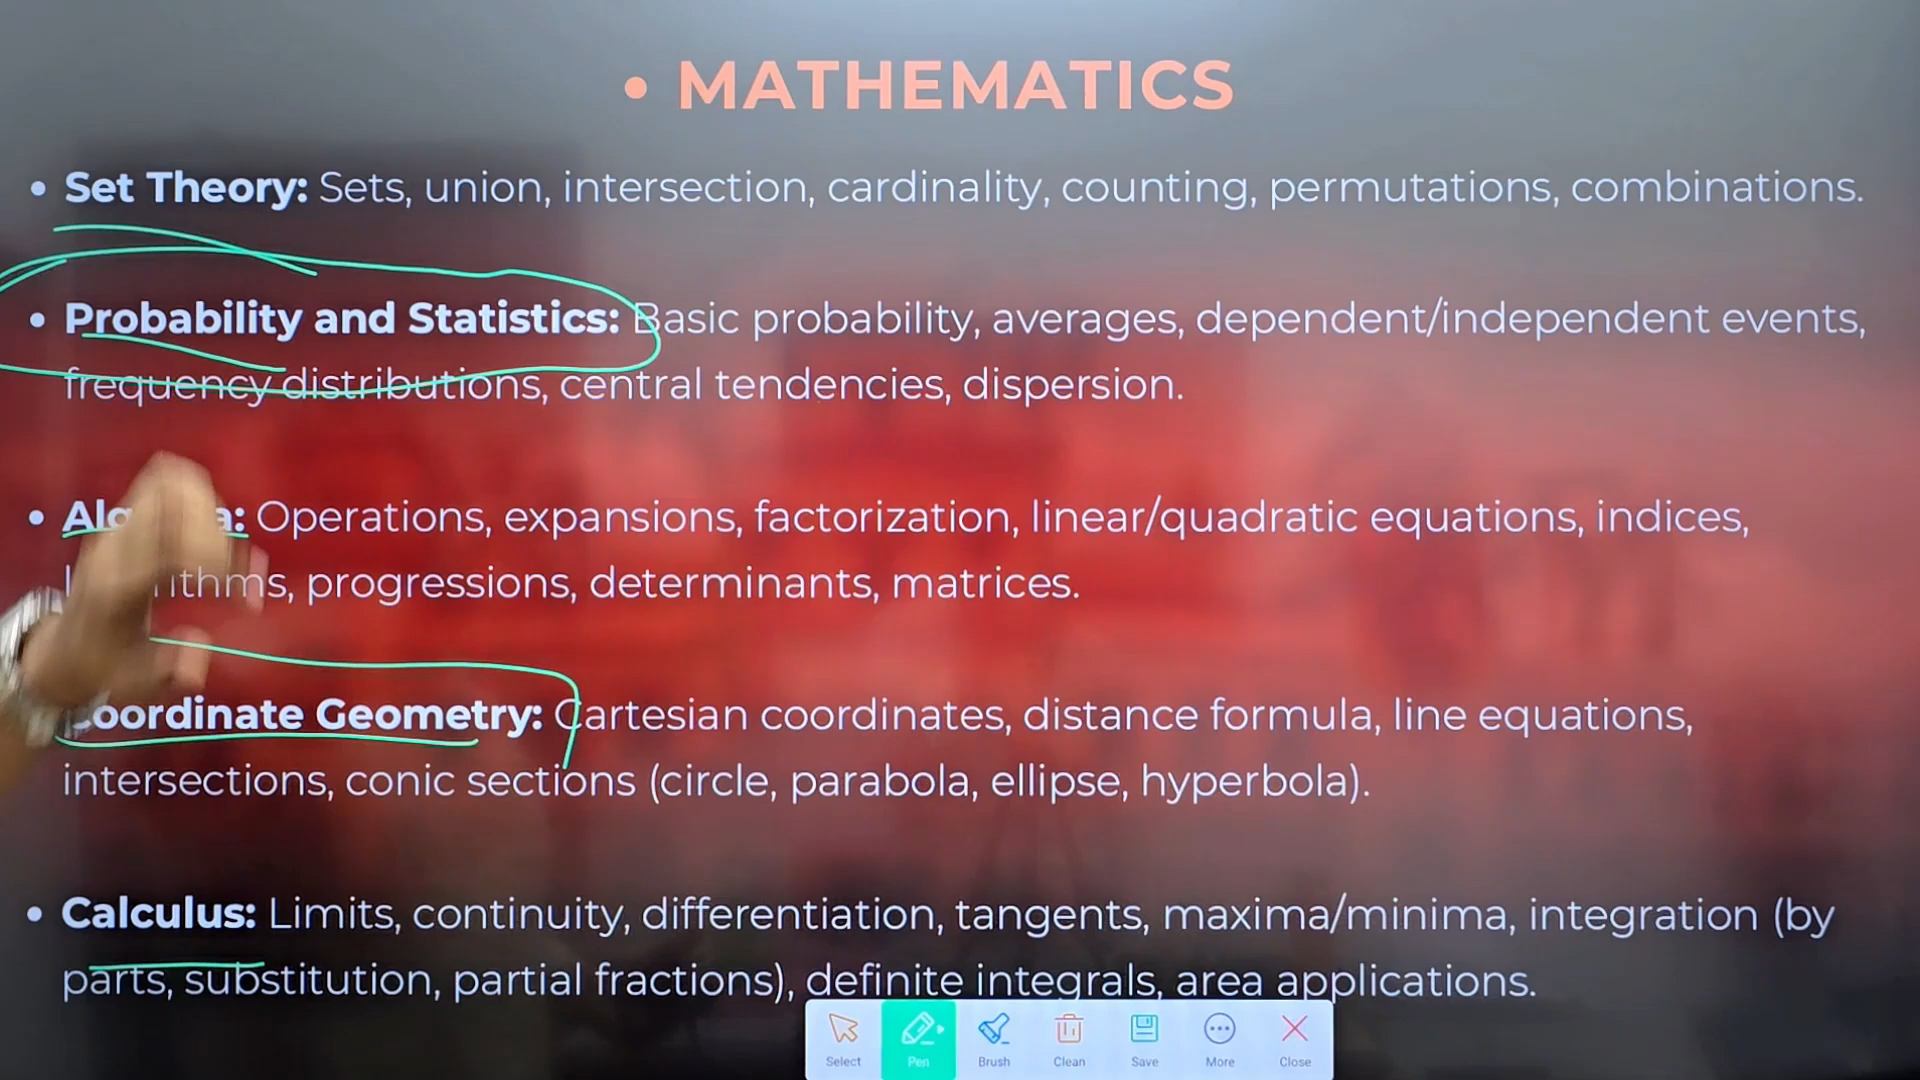 • MATHEMATICS
• Set Theory: Sets, union, intersection, cardinality, counting, permutations, combinations.
• Probability and Statistics: Basic probability, averages, dependent/independent events,
frequency distributions, central tendencies, dispersion.
• Operations, expansions, factorization, linear/quadratic equations, indices,
progressions, determinants, matrices.
Coordinate Geometry: Cartesian coordinates, distance formula, line equations,
intersections, conic sections (circle, parabola, ellipse, hyperbola).
• Calculus: Limits, continuity, differentiation, tangents, maxima/minima, integration (by
parts, substitution, partial fractions), definite integrals, area applications.
Select Pen Brush Clean Save More Close